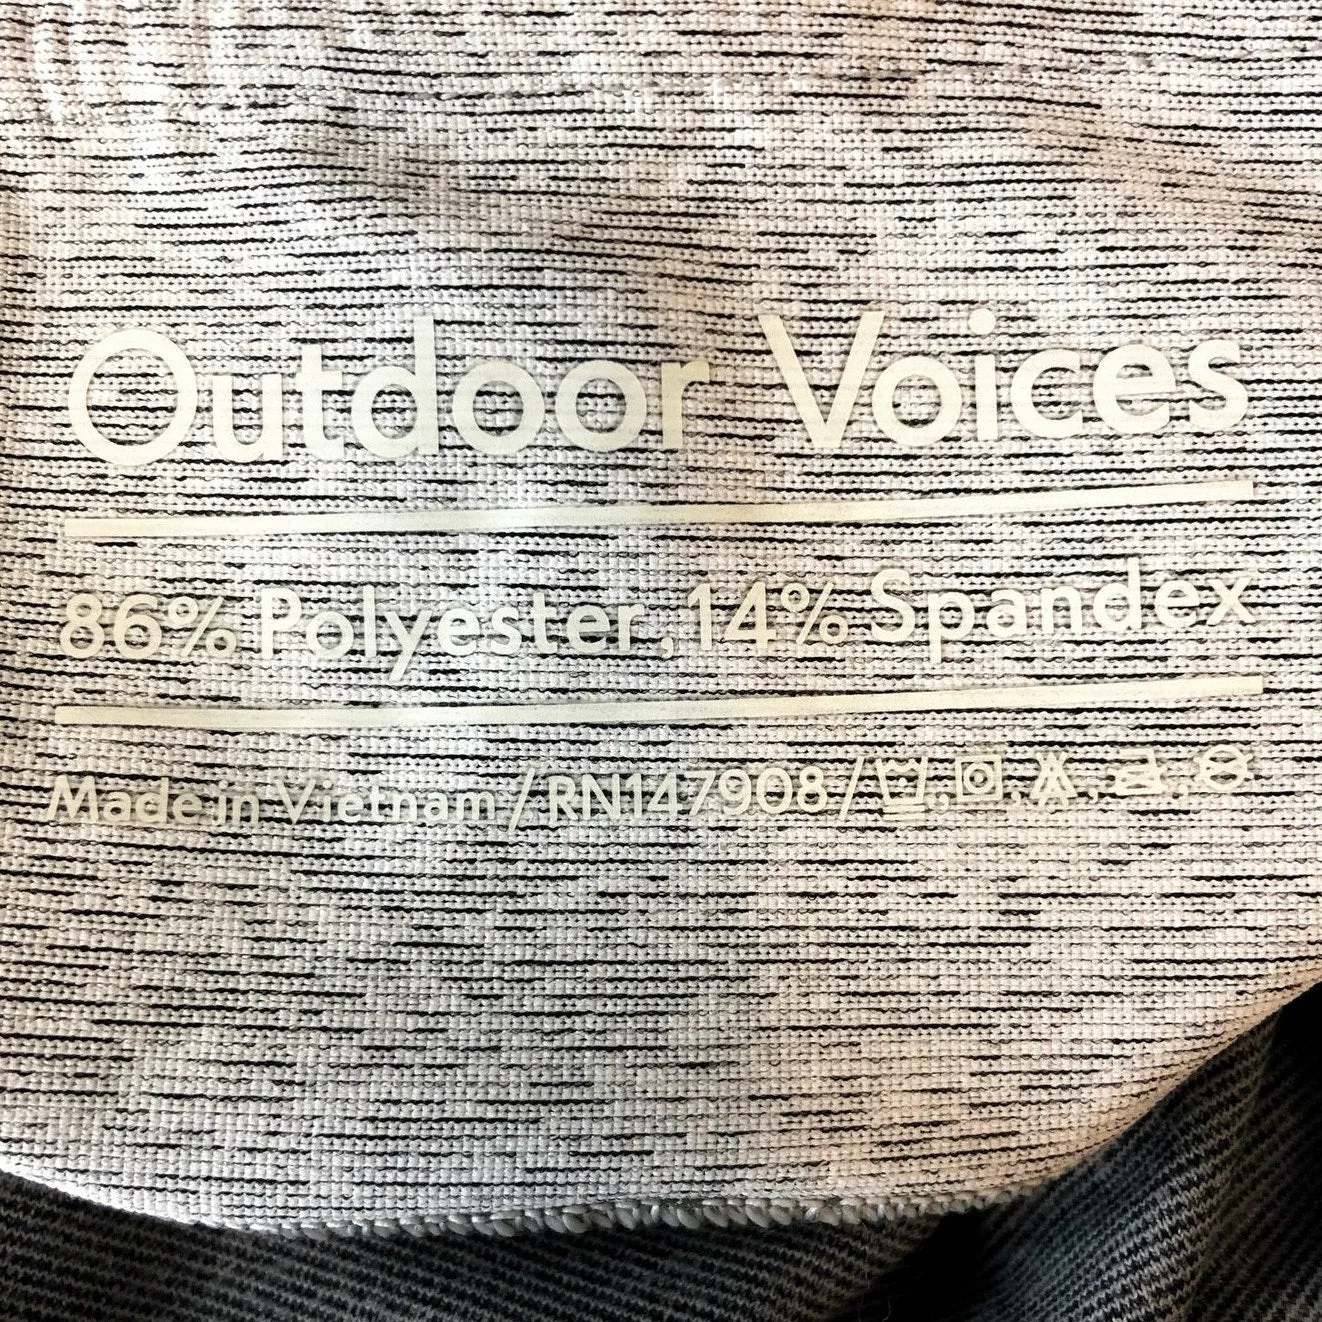 Outdoor Voices
86% Polyester, 14% Spandex
Made in Vietnam / RN147908 /